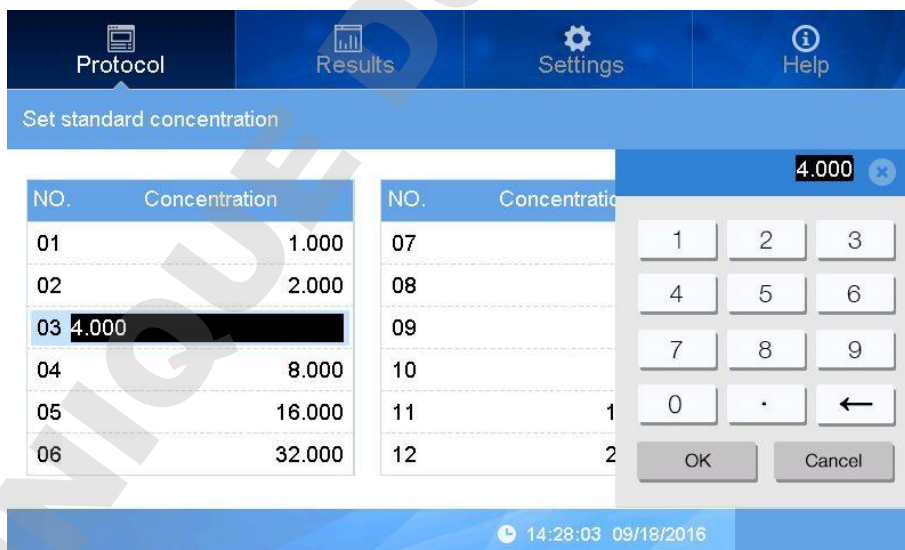 Protocol Results Settings Help
Set standard concentration
4.000
NO. Concentration NO.
01 1.000 07
02 2.000 08
03 4.000 09
04 8.000 10
05 16.000 11 1
06 32.000 12 2
1 2 3
4 5 6
7 8 9
0 . ←
OK Cancel
14:28:03 09/18/2016